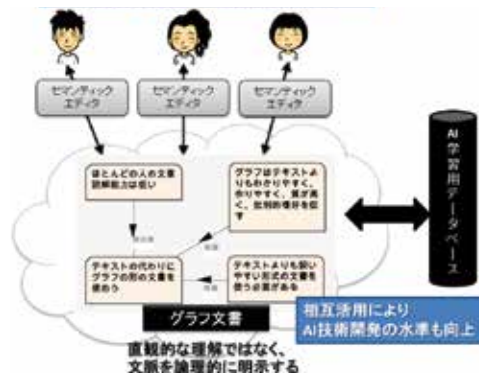 セマンティック
エディタ
セマンティック
エディタ
セマンティック
エディタ
ほとんどの人の文書
読解能力は低い
グラフはテキストよ
りもわかりやすく、
作りやすく、質が高
く、批判的思考を促
す
テキストの代わりに
グラフの形の文書を
使おう
テキストよりも扱い
やすい形式の文書を
使う必要がある
グラフ文書
直観的な理解ではなく、
文脈を論理的に明示する
AI学習用データベース
相互活用により
AI技術開発の水準も向上